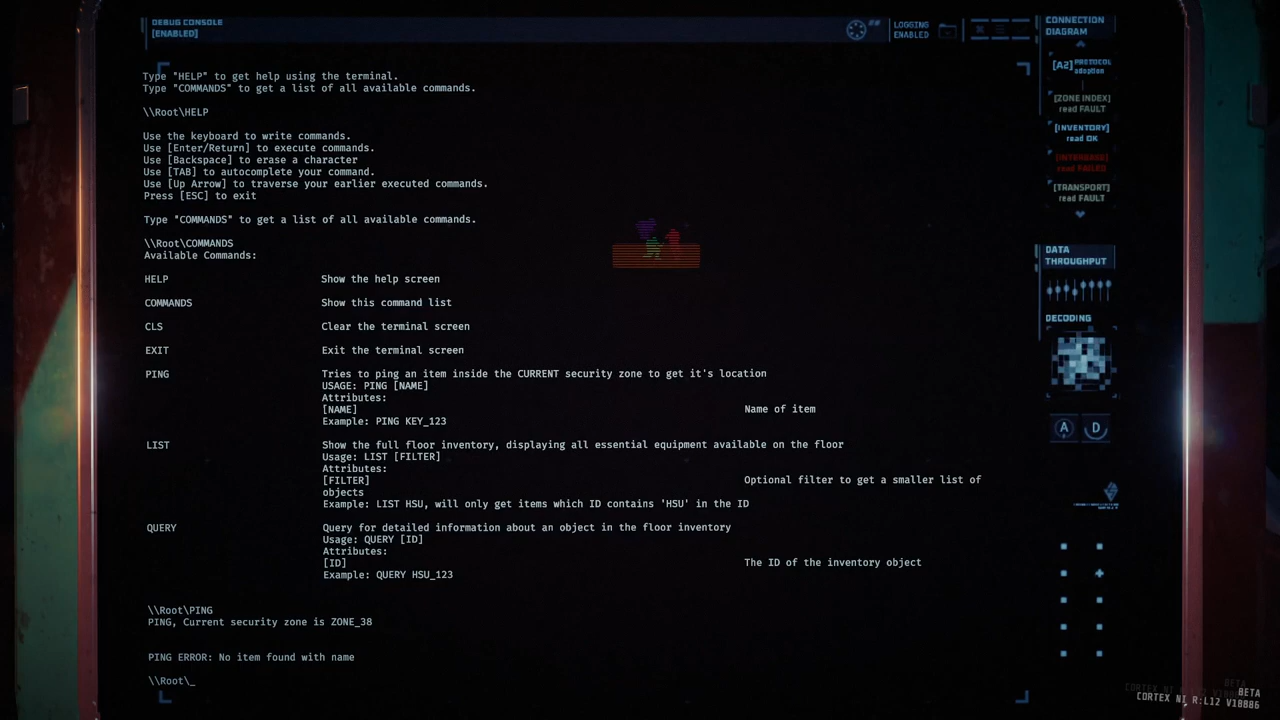 DEBUG CONSOLE
[ENABLED]
LOGGING
ENABLED
Type "HELP" to get help using the terminal.
Type "COMMANDS" to get a list of all available commands.
\\Root\HELP
Use the keyboard to write commands.
Use [Enter/Return] to execute commands.
Use [Backspace] to erase a character
Use [TAB] to autocomplete your command.
Use [Up Arrow] to traverse your earlier executed commands.
Press [ESC] to exit
Type "COMMANDS" to get a list of all available commands.
\\Root\COMMANDS
Available Commands:
HELP Show the help screen
COMMANDS Show this command list
CLS Clear the terminal screen
EXIT Exit the terminal screen
PING Tries to ping an item inside the CURRENT security zone to get it's location
USAGE: PING [NAME]
Attributes:
[NAME] Name of item
Example: PING KEY_123
LIST Show the full floor inventory, displaying all essential equipment available on the floor
Usage: LIST [FILTER]
Attributes:
[FILTER] Optional filter to get a smaller list of
objects
Example: LIST HSU, will only get items which ID contains 'HSU' in the ID
QUERY Query for detailed information about an object in the floor inventory
Usage: QUERY [ID]
Attributes:
[ID] The ID of the inventory object
Example: QUERY HSU_123
\\Root\PING
PING, Current security zone is ZONE_38
PING ERROR: No item found with name
\\Root\_
CONNECTION
DIAGRAM
[A2] PROTOCOL
adoption
[ZONE INDEX]
read FAULT
[INVENTORY]
read OK
read FAILED
[TRANSPORT]
read FAULT
DATA
THROUGHPUT
DECODING
A D
BETA
CORTEX NI R:L12 V18886